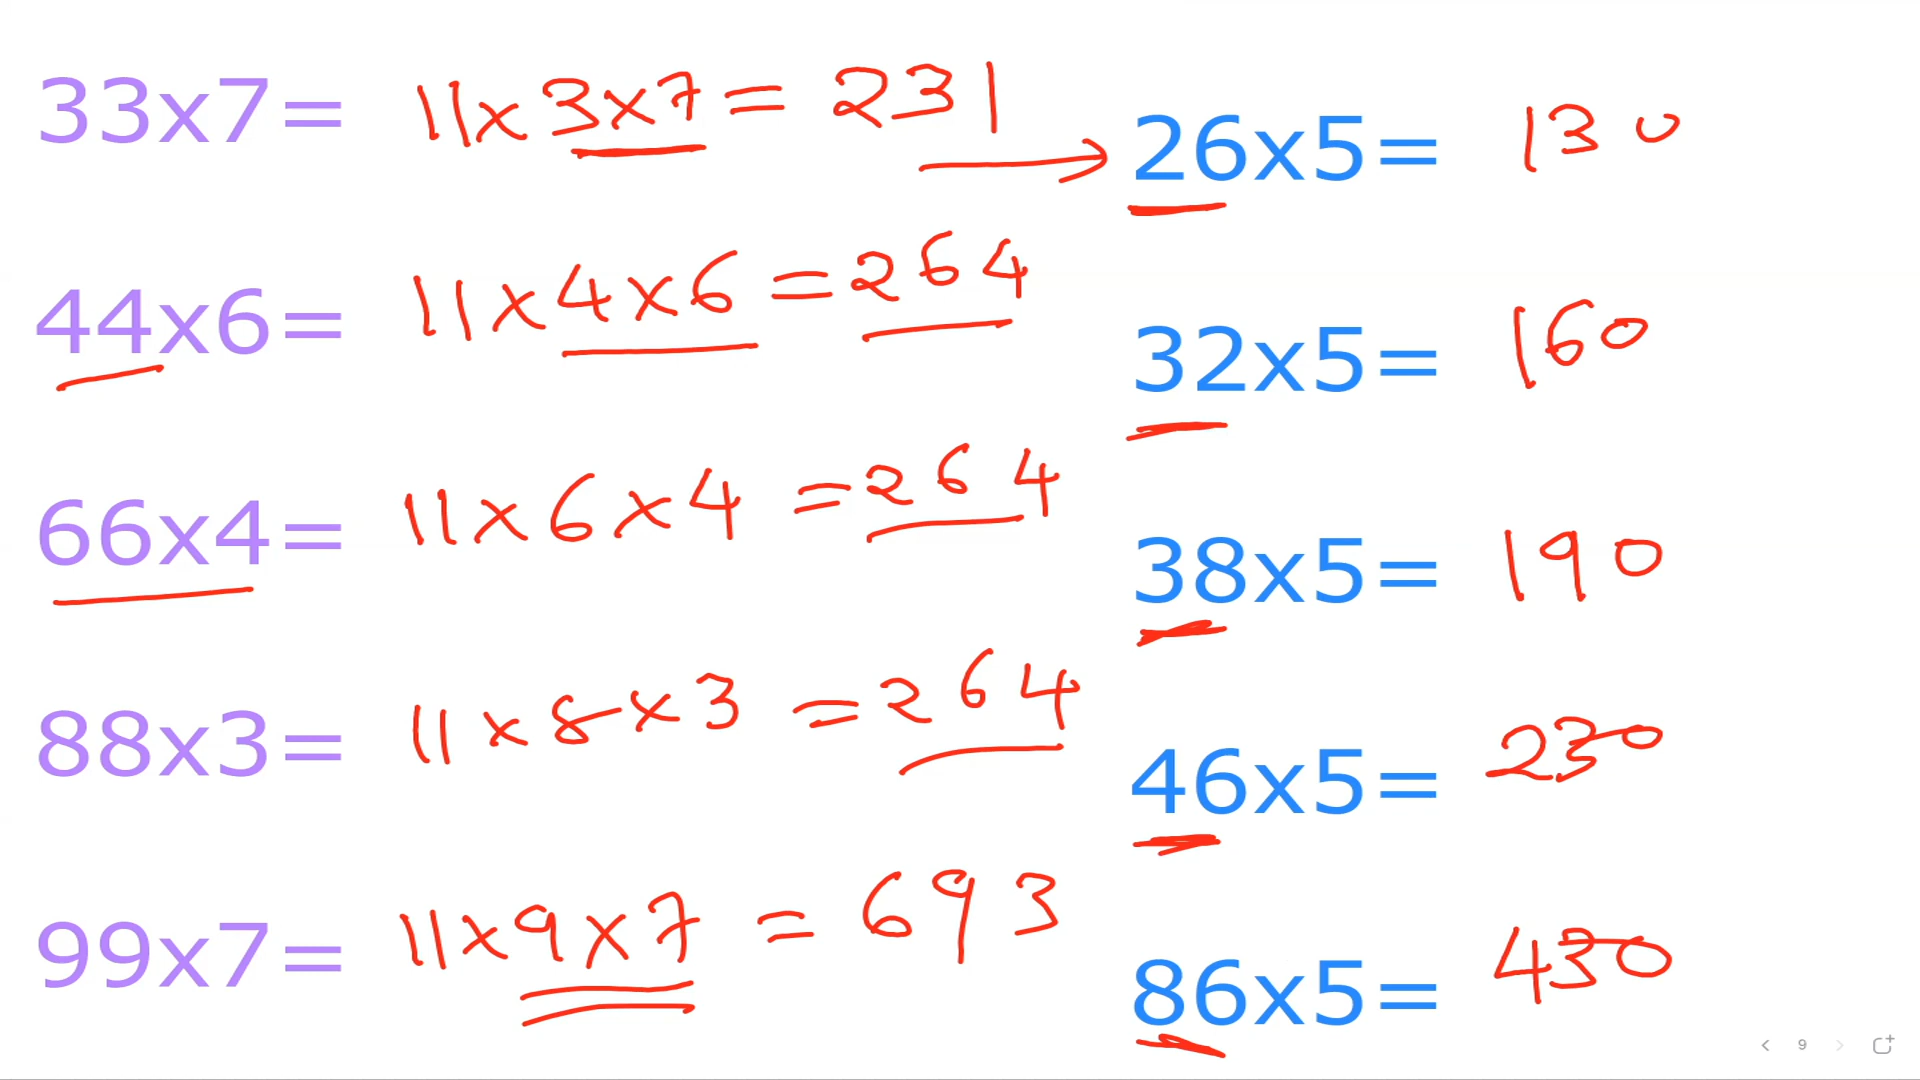 33x7= 11x3x7= 231
44x6= 11x4x6=264
66x4= 11x6x4 =264
88x3= 11x8x3 =264
99x7= 11x9x7 = 693
26x5= 130
32x5= 160
38x5= 190
46x5= 230
86x5= 430
< 9 >